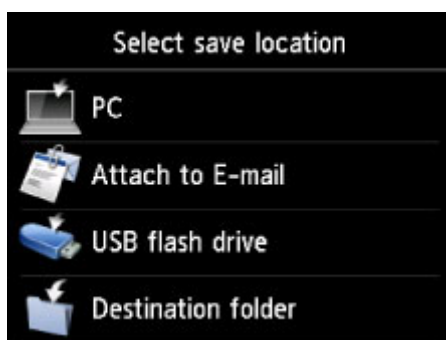 Select save location
PC
Attach to E-mail
USB flash drive
Destination folder